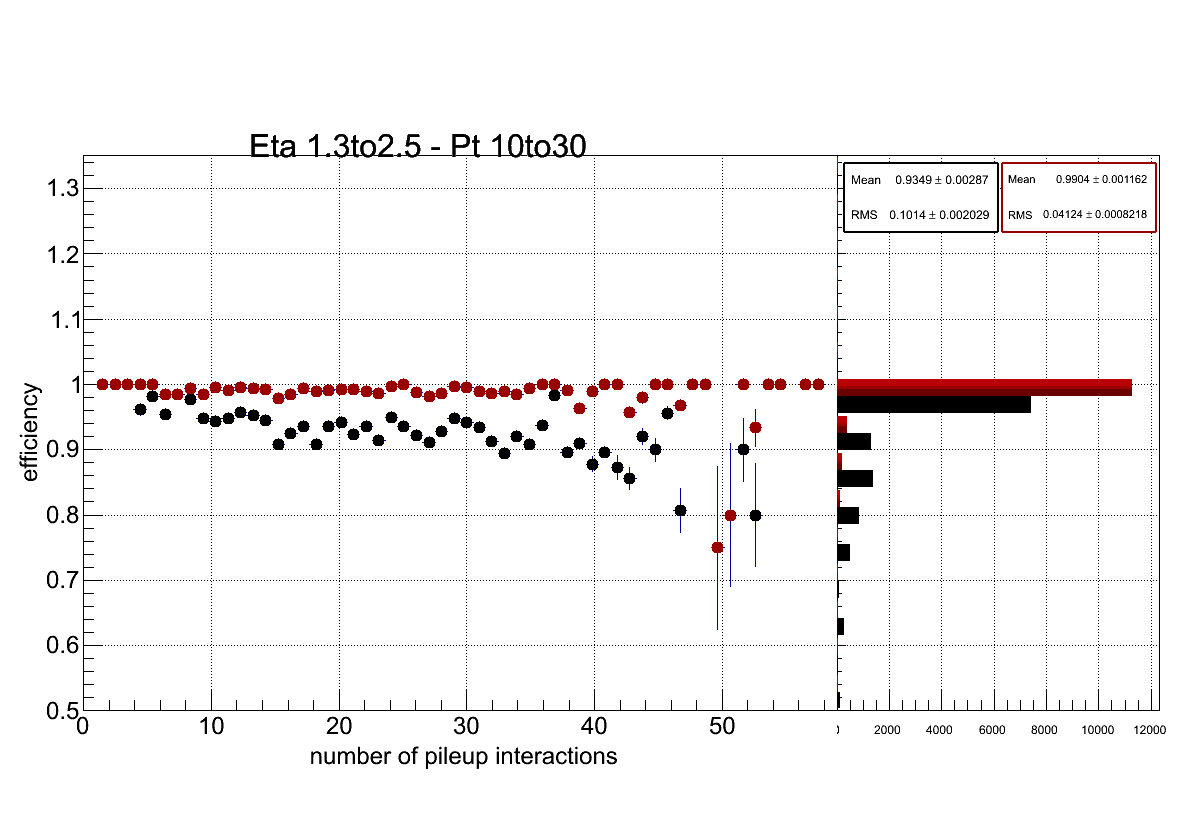 Eta 1.3to2.5 - Pt 10to30
Mean 0.9349 ± 0.00287
RMS 0.1014 ± 0.002029
Mean 0.9904 ± 0.001162
RMS 0.04124 ± 0.0008218
1.3
1.2
1.1
1
0.9
0.8
0.7
0.6
0.5
efficiency
0 10 20 30 40 50
number of pileup interactions
2000 4000 6000 8000 10000 12000